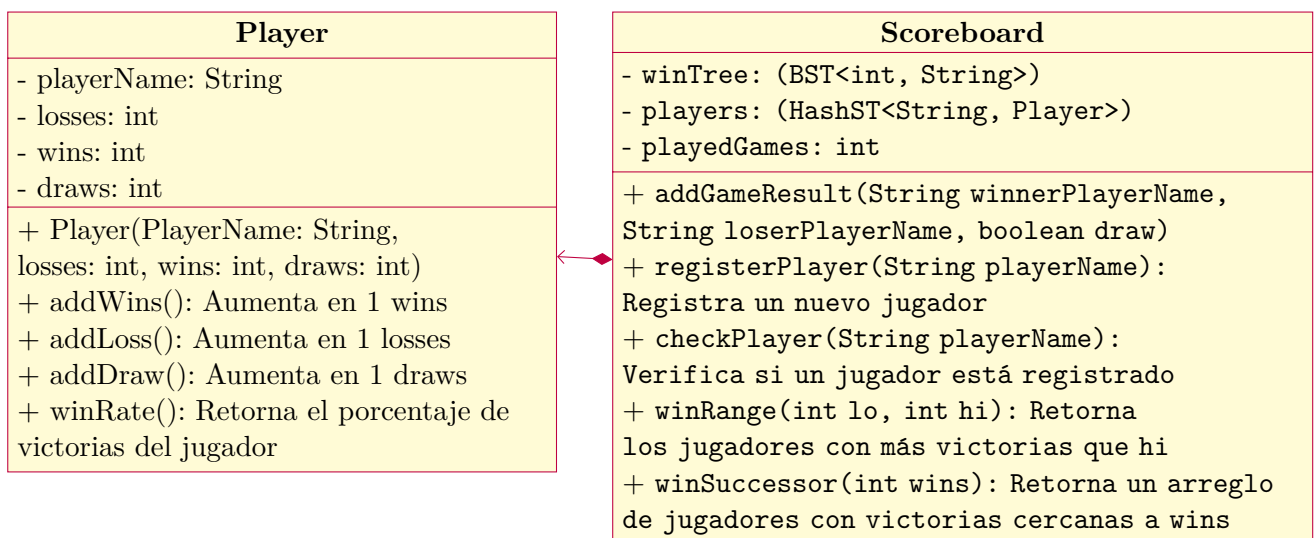 Player
- playerName: String
- losses: int
- wins: int
- draws: int
+ Player(PlayerName: String,
losses: int, wins: int, draws: int)
+ addWins(): Aumenta en 1 wins
+ addLoss(): Aumenta en 1 losses
+ addDraw(): Aumenta en 1 draws
+ winRate(): Retorna el porcentaje de
victorias del jugador
Scoreboard
- winTree: (BST<int, String>)
- players: (HashST<String, Player>)
- playedGames: int
+ addGameResult(String winnerPlayerName,
String loserPlayerName, boolean draw)
+ registerPlayer(String playerName):
Registra un nuevo jugador
+ checkPlayer(String playerName):
Verifica si un jugador está registrado
+ winRange(int lo, int hi): Retorna
los jugadores con más victorias que hi
+ winSuccessor(int wins): Retorna un arreglo
de jugadores con victorias cercanas a wins